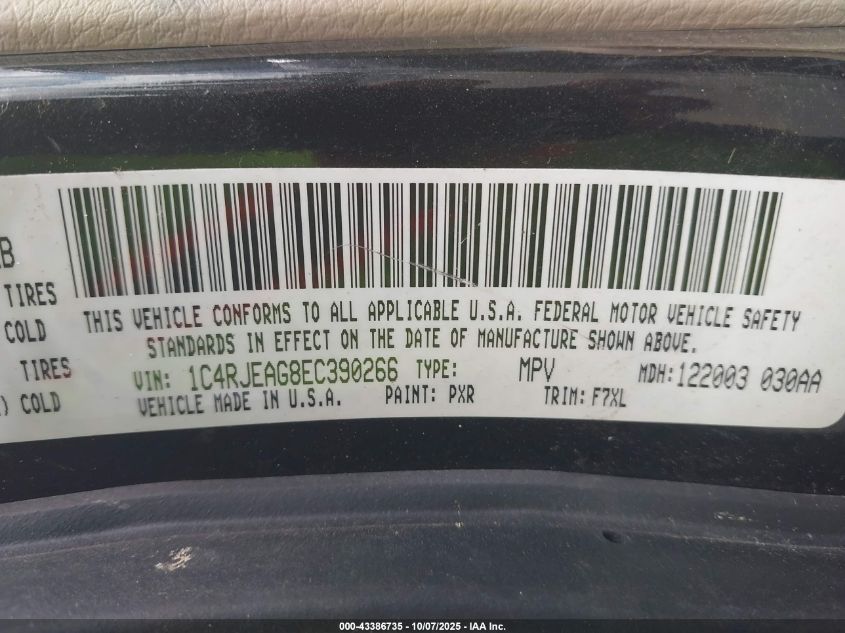 B
TIRES
COLD
TIRES
) COLD
THIS VEHICLE CONFORMS TO ALL APPLICABLE U.S.A. FEDERAL MOTOR VEHICLE SAFETY
STANDARDS IN EFFECT ON THE DATE OF MANUFACTURE SHOWN ABOVE.
VIN: 1C4RJEAG8EC390266 TYPE: MPV MDH:122003 030AA
VEHICLE MADE IN U.S.A. PAINT: PXR TRIM: F7XL
000-43386735 - 10/07/2025 - IAA Inc.